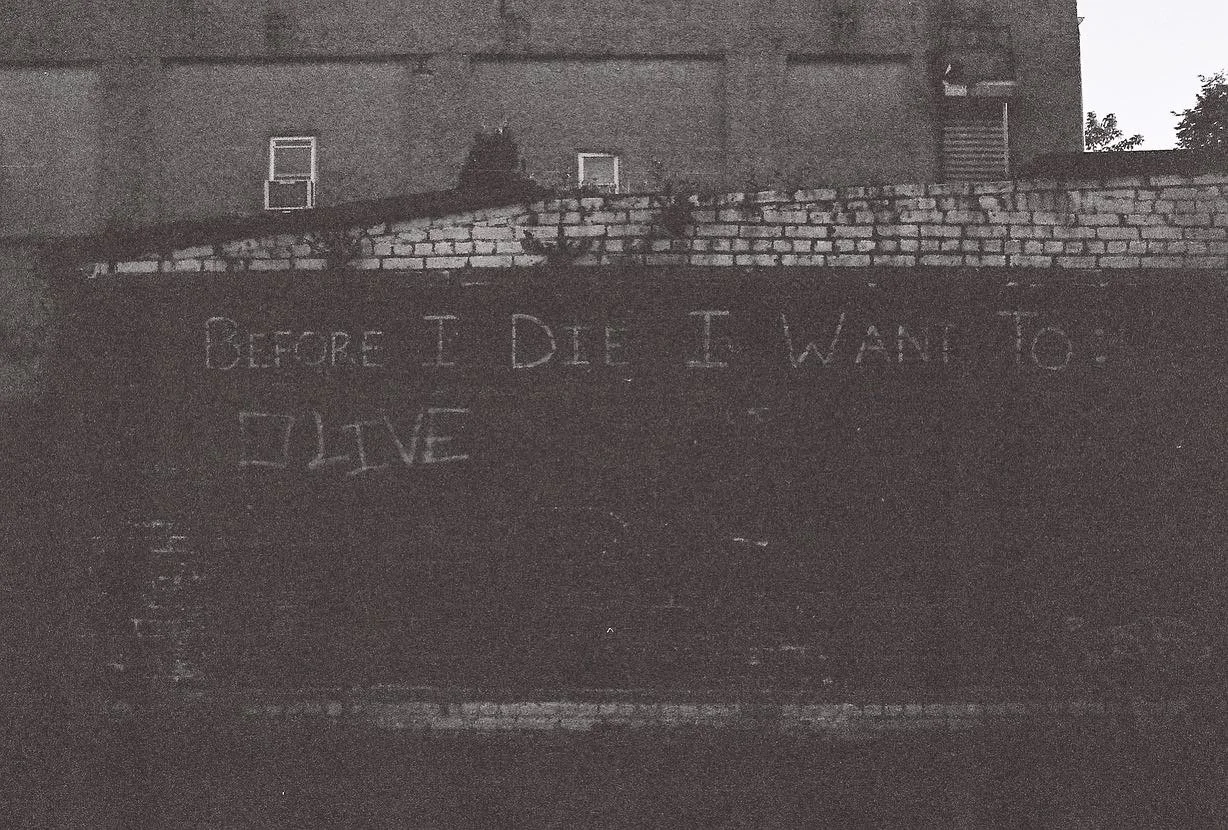 BEFORE I DIE I WANT TO:
☐ LIVE